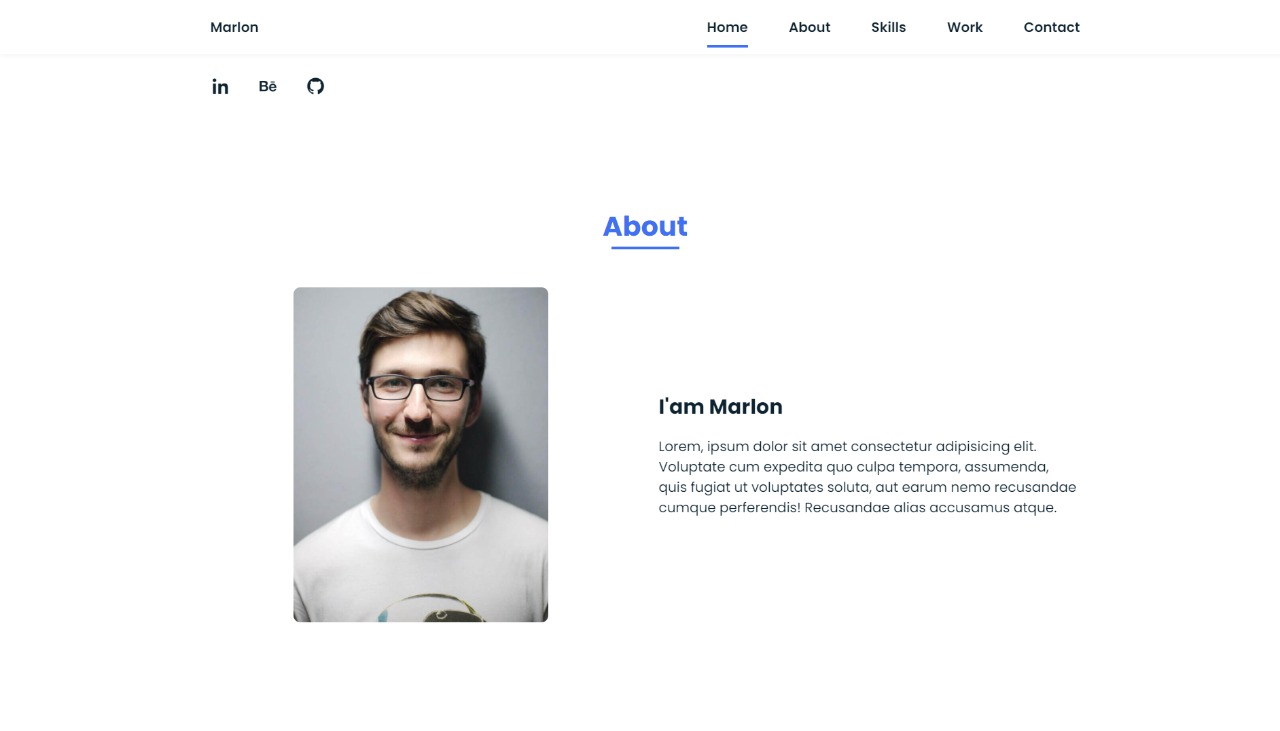 Marlon
Home About Skills Work Contact
in Bē
About
I'am Marlon
Lorem, ipsum dolor sit amet consectetur adipisicing elit.
Voluptate cum expedita quo culpa tempora, assumenda,
quis fugiat ut voluptates soluta, aut earum nemo recusandae
cumque perferendis! Recusandae alias accusamus atque.